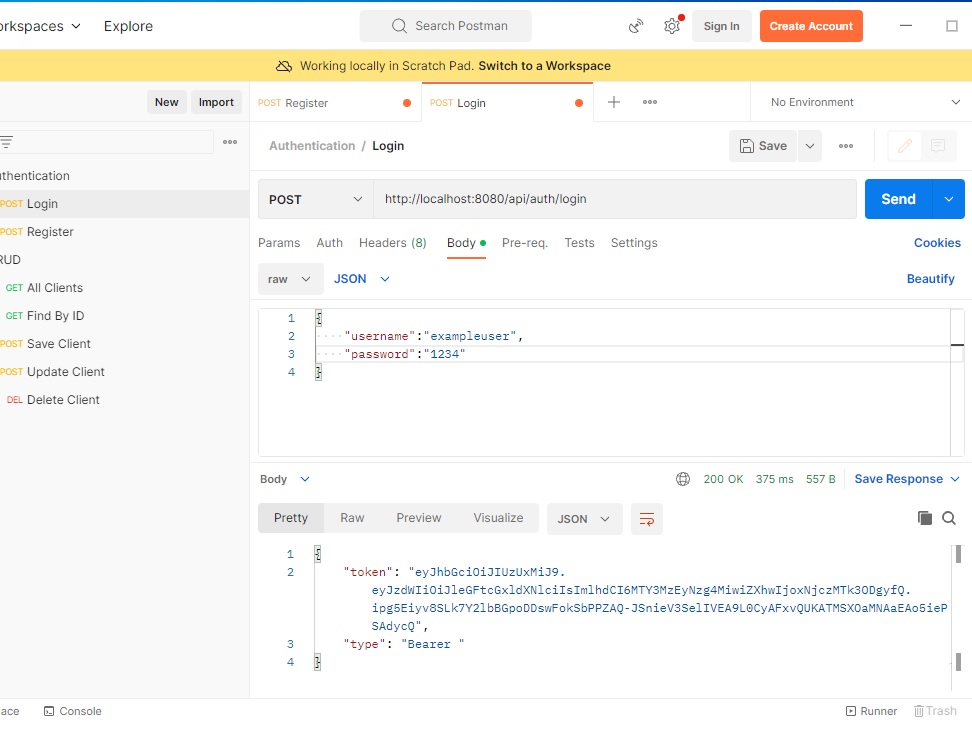 orkspaces Explore Search Postman Sign In Create Account
Working locally in Scratch Pad. Switch to a Workspace
New Import POST Register POST Login No Environment
Authentication / Login Save
uthentication
POST Login
POST Register
RUD
GET All Clients
GET Find By ID
POST Save Client
POST Update Client
DEL Delete Client
POST http://localhost:8080/api/auth/login Send
Params Auth Headers (8) Body Pre-req. Tests Settings Cookies
raw JSON Beautify
1 {
2 "username":"exampleuser",
3 "password":"1234"
4 }
Body 200 OK 375 ms 557 B Save Response
Pretty Raw Preview Visualize JSON
1 {
2 "token": "eyJhbGciOiJIUzUxMiJ9.
eyJzdWIiOiJleGFtcGxldXNlciIsImlhdCI6MTY3MzEyNzg4MiwiZXhwIjoxNjczMTk3ODgyfQ.
ipg5Eiyv8SLk7Y2lbBGpoDDswFokSbPPZAQ-JSnieV3SelIVEA9L0CyAFxvQUKATMSXOaMNAaEAo5ieP
SAdycQ",
3 "type": "Bearer "
4 }
ace Console Runner Trash